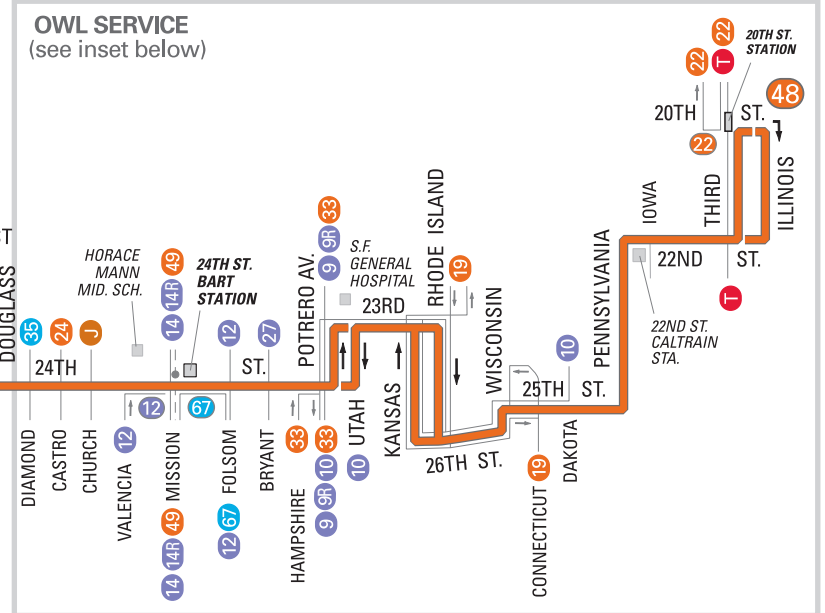 OWL SERVICE
(see inset below)
22
T
22
20TH ST.
STATION
48
20TH
ST.
22
THIRD
ILLINOIS
IOWA
22ND
ST.
T
22ND ST.
CALTRAIN
STA.
PENNSYLVANIA
DOUGLASS
35
24
J
HORACE
MANN
MID. SCH.
14
14R
49
24TH ST.
BART
STATION
12
27
POTRERO AV.
9
9R
33
S.F.
GENERAL
HOSPITAL
23RD
RHODE ISLAND
19
WISCONSIN
10
25TH
ST.
24TH
ST.
DIAMOND
CASTRO
CHURCH
VALENCIA
12
12
MISSION
49
14R
14
67
FOLSOM
67
12
BRYANT
HAMPSHIRE
33
33
10
9R
9
UTAH
10
KANSAS
26TH ST.
CONNECTICUT
19
DAKOTA